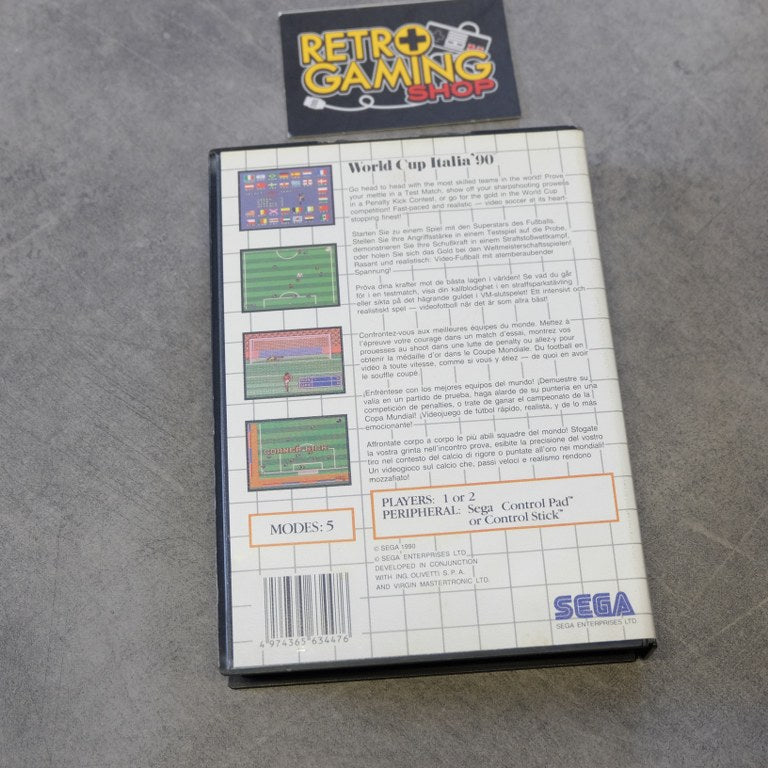 RETRO
GAMING
SHOP
World Cup Italia '90
Go head to head with the most skilled teams in the world! Prove
your mettle in a Test Match, show off your sharpshooting prowess
in a Penalty Kick Contest, or go for the gold in the World Cup
competition! Fast-paced and realistic — video soccer at its heart-
stopping finest!
Starten Sie zu einem Spiel mit den Superstars des Fußballs.
Stellen Sie Ihre Angriffsstärke in einem Testspiel auf die Probe,
demonstrieren Sie Ihre Schußkraft in einem Strafstoßwettkampf,
oder holen Sie sich das Gold bei den Weltmeisterschaftsspielen!
Rasant und realistisch: Video-Fußball mit atemberaubender
Spannung!
Pröva dina krafter mot de bästa lagen i världen! Se vad du går
för i en testmatch, visa din kallblodighet i en straffsparkstävling
eller sikta på det hägrande guldet i VM-slutspelet! Ett intensivt och
realistiskt spel — videofotboll när det är som allra bäst!
Confrontez-vous aux meilleures équipes du monde. Mettez à
l'épreuve votre courage dans un match d'essai, montrez vos
prouesses au shoot dans une lutte de penalty ou allez-y pour
obtenir la médaille d'or dans le Coupe Mondiale. Du football en
vidéo à toute vitesse, comme si vous y étiez — de quoi en avoir
le souffle coupé
¡Enfréntese con los mejores equipos del mundo! ¡Demuestre su
valía en un partido de prueba, haga alarde de su puntería en una
competición de penalties, o trate de ganar el campeonato de la
Copa Mundial! ¡Videojuego de fútbol rápido, realista, y de lo más
emocionante!
Affrontate corpo a corpo le più abili squadre del mondo! Sfogate
la vostra grinta nell'incontro prova, esibite la precisione del vostro
tiro nel contesto del calcio di rigore o puntate all'oro nei mondiali!
Un videogioco sul calcio che, passi veloci e realismo rendono
mozzafiato!
CORNER KICK
MODES: 5
PLAYERS: 1 or 2
PERIPHERAL: Sega Control Pad™
or Control Stick™
© SEGA 1990
© SEGA ENTERPRISES LTD.,
DEVELOPED IN CONJUNCTION
WITH ING. OLIVETTI S.P.A.
AND VIRGIN MASTERTRONIC LTD.
4 974365 634476
SEGA
SEGA ENTERPRISES LTD.